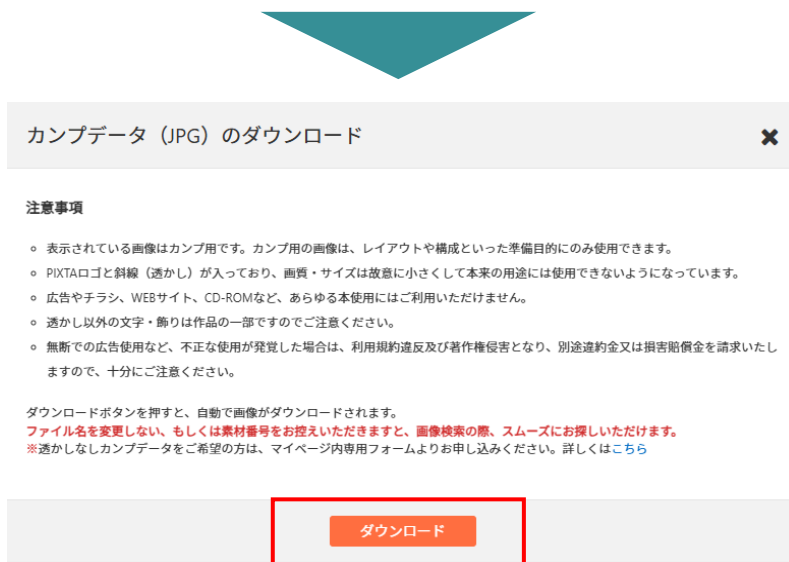 カンプデータ（JPG）のダウンロード
注意事項
表示されている画像はカンプ用です。カンプ用の画像は、レイアウトや構成といった準備目的にのみ使用できます。
PIXTAロゴと斜線（透かし）が入っており、画質・サイズは故意に小さくして本来の用途には使用できないようになっています。
広告やチラシ、WEBサイト、CD-ROMなど、あらゆる本使用にはご利用いただけません。
透かし以外の文字・飾りは作品の一部ですのでご注意ください。
無断での広告使用など、不正な使用が発覚した場合は、利用規約違反及び著作権侵害となり、別途違約金又は損害賠償金を請求いたし
ますので、十分にご注意ください。
ダウンロードボタンを押すと、自動で画像がダウンロードされます。
ファイル名を変更しない、もしくは素材番号をお控えいただきますと、画像検索の際、スムーズにお探しいただけます。
※透かしなしカンプデータをご希望の方は、マイページ内専用フォームよりお申し込みください。詳しくはこちら
ダウンロード